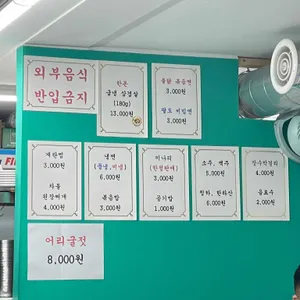 외부음식
반입금지
한돈
급냉 삼겹살
(180g)
13,000원
불닭 볶음면
3,000원
왕뚜 비빔면
3,000원
계란찜
3,000원
차돌
된장찌개
4,000원
냉면
(물냉,비냉)
6,000원
볶음밥
3,000원
미나리
(한정판매)
3,000원
공기밥
1,000원
소주, 맥주
5,000원
청하, 한라산
6,000원
장수막걸리
4,000원
음료수
2,000원
어리굴젓
8,000원